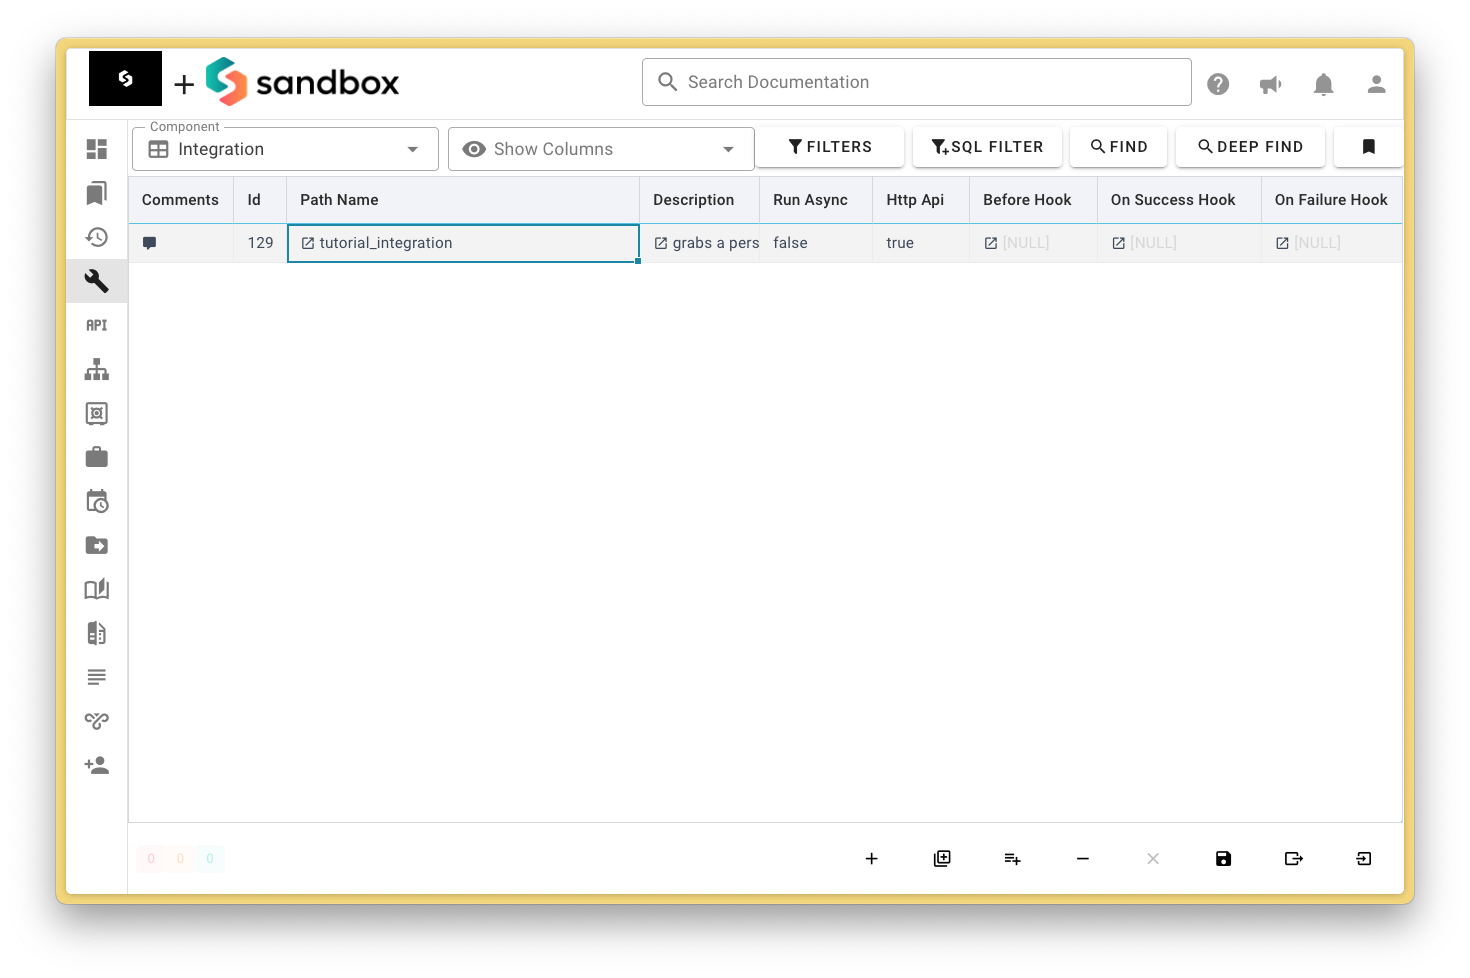 sandbox
Search Documentation
Component
Integration
Show Columns
FILTERS
SQL FILTER
FIND
DEEP FIND
Comments Id Path Name Description Run Async Http Api Before Hook On Success Hook On Failure Hook
129 tutorial_integration grabs a pers false true [NULL] [NULL] [NULL]
API
0 0 0